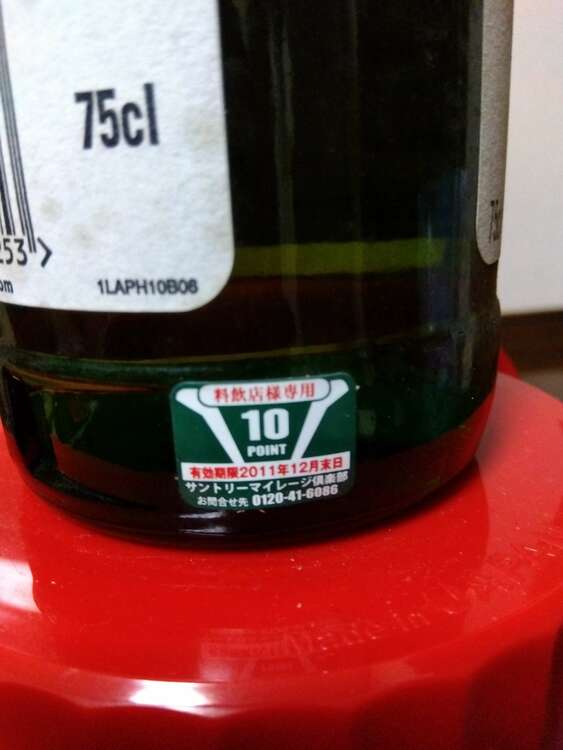 75cl
253>
om
1LAPH10B06
料飲店様専用
10
POINT
有効期限2011年12月末日
サントリーマイレージ倶楽部
お問合せ先 0120-41-6086
Made in